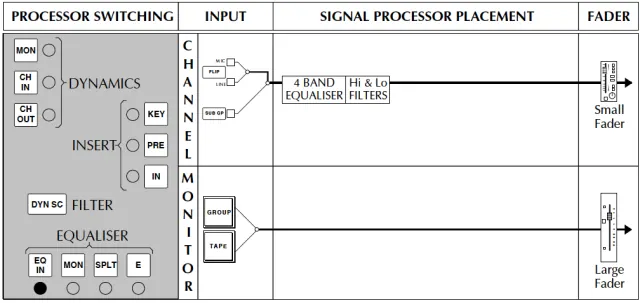 PROCESSOR SWITCHING INPUT SIGNAL PROCESSOR PLACEMENT FADER
MON
CH IN
CH OUT
DYNAMICS
KEY
PRE
IN
INSERT
DYN SC
FILTER
EQUALISER
EQ IN
MON
SPLT
E
CHANNEL
MIC
FLIP
LINE
SUB GP
4 BAND EQUALISER
Hi & Lo FILTERS
Small Fader
MONITOR
GROUP
TAPE
Large Fader